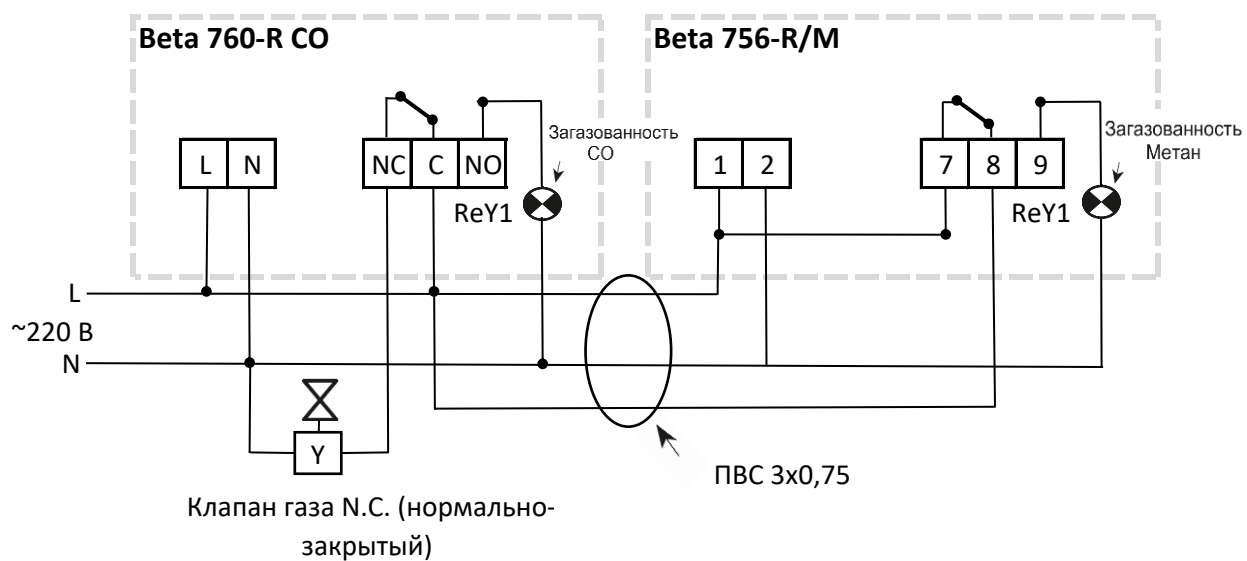 Beta 760-R CO
Beta 756-R/M
Загазованность
CO
Загазованность
Метан
L N
NC C NO
1 2
7 8 9
ReY1
ReY1
L
~220 В
N
Y
ПВС 3х0,75
Клапан газа N.C. (нормально-
закрытый)